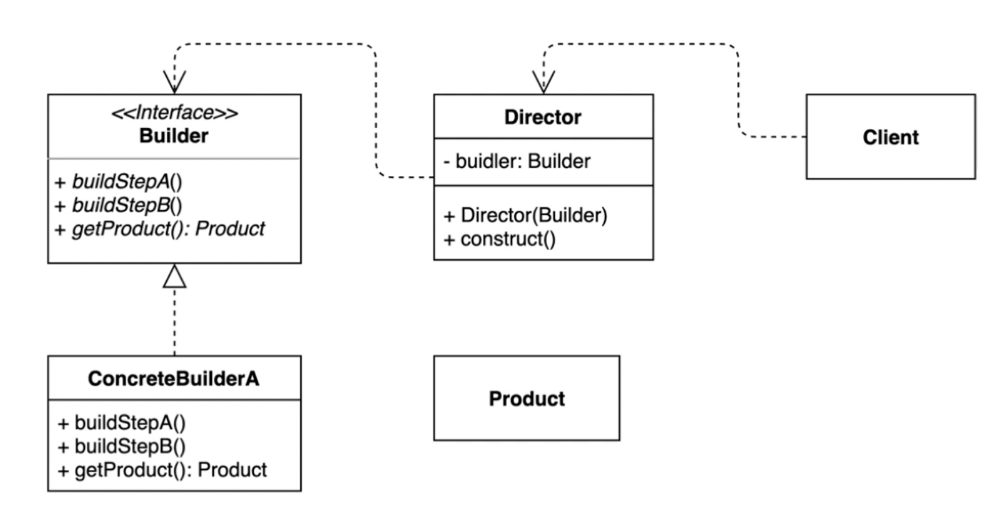 <<Interface>>
Builder
+ buildStepA()
+ buildStepB()
+ getProduct(): Product
Director
- buidler: Builder
+ Director(Builder)
+ construct()
Client
ConcreteBuilderA
+ buildStepA()
+ buildStepB()
+ getProduct(): Product
Product